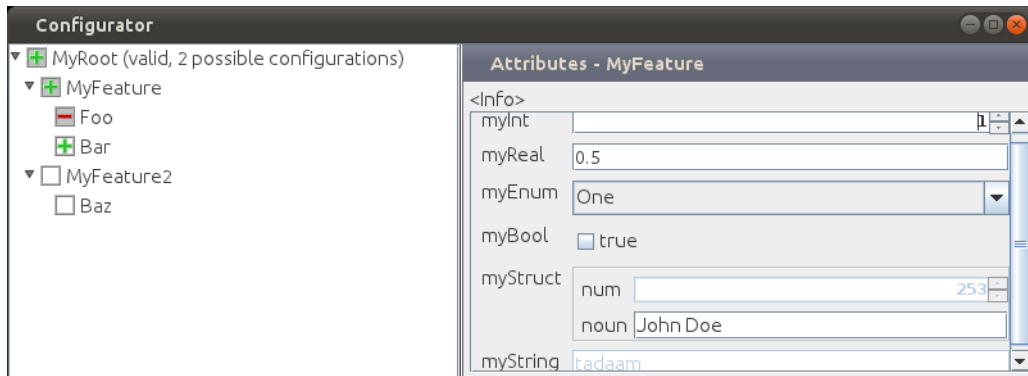 Configurator
MyRoot (valid, 2 possible configurations)
MyFeature
Foo
Bar
MyFeature2
Baz
Attributes - MyFeature
<Info>
myInt 1
myReal 0.5
myEnum One
myBool true
myStruct
num 253
noun John Doe
myString tadaam